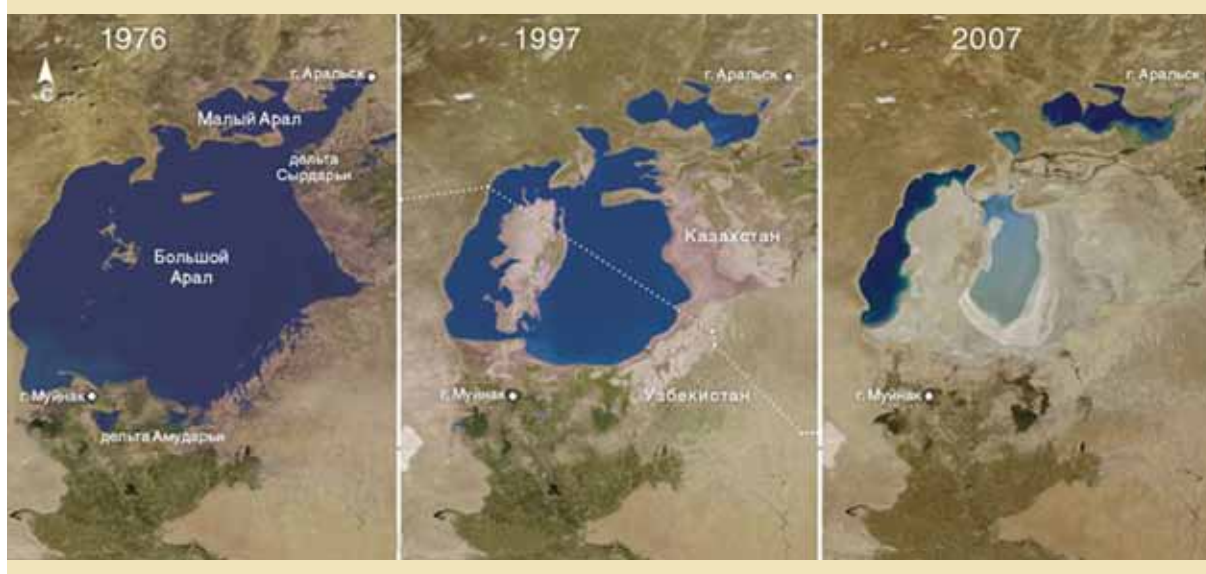 1976
г. Аральск
С
Малый Арал
дельта
Сырдарьи
Большой
Арал
г. Муйнак
дельта Амударьи
1997
г. Аральск
Казахстан
г. Муйнак
Узбекистан
2007
г. Аральск
г. Муйнак